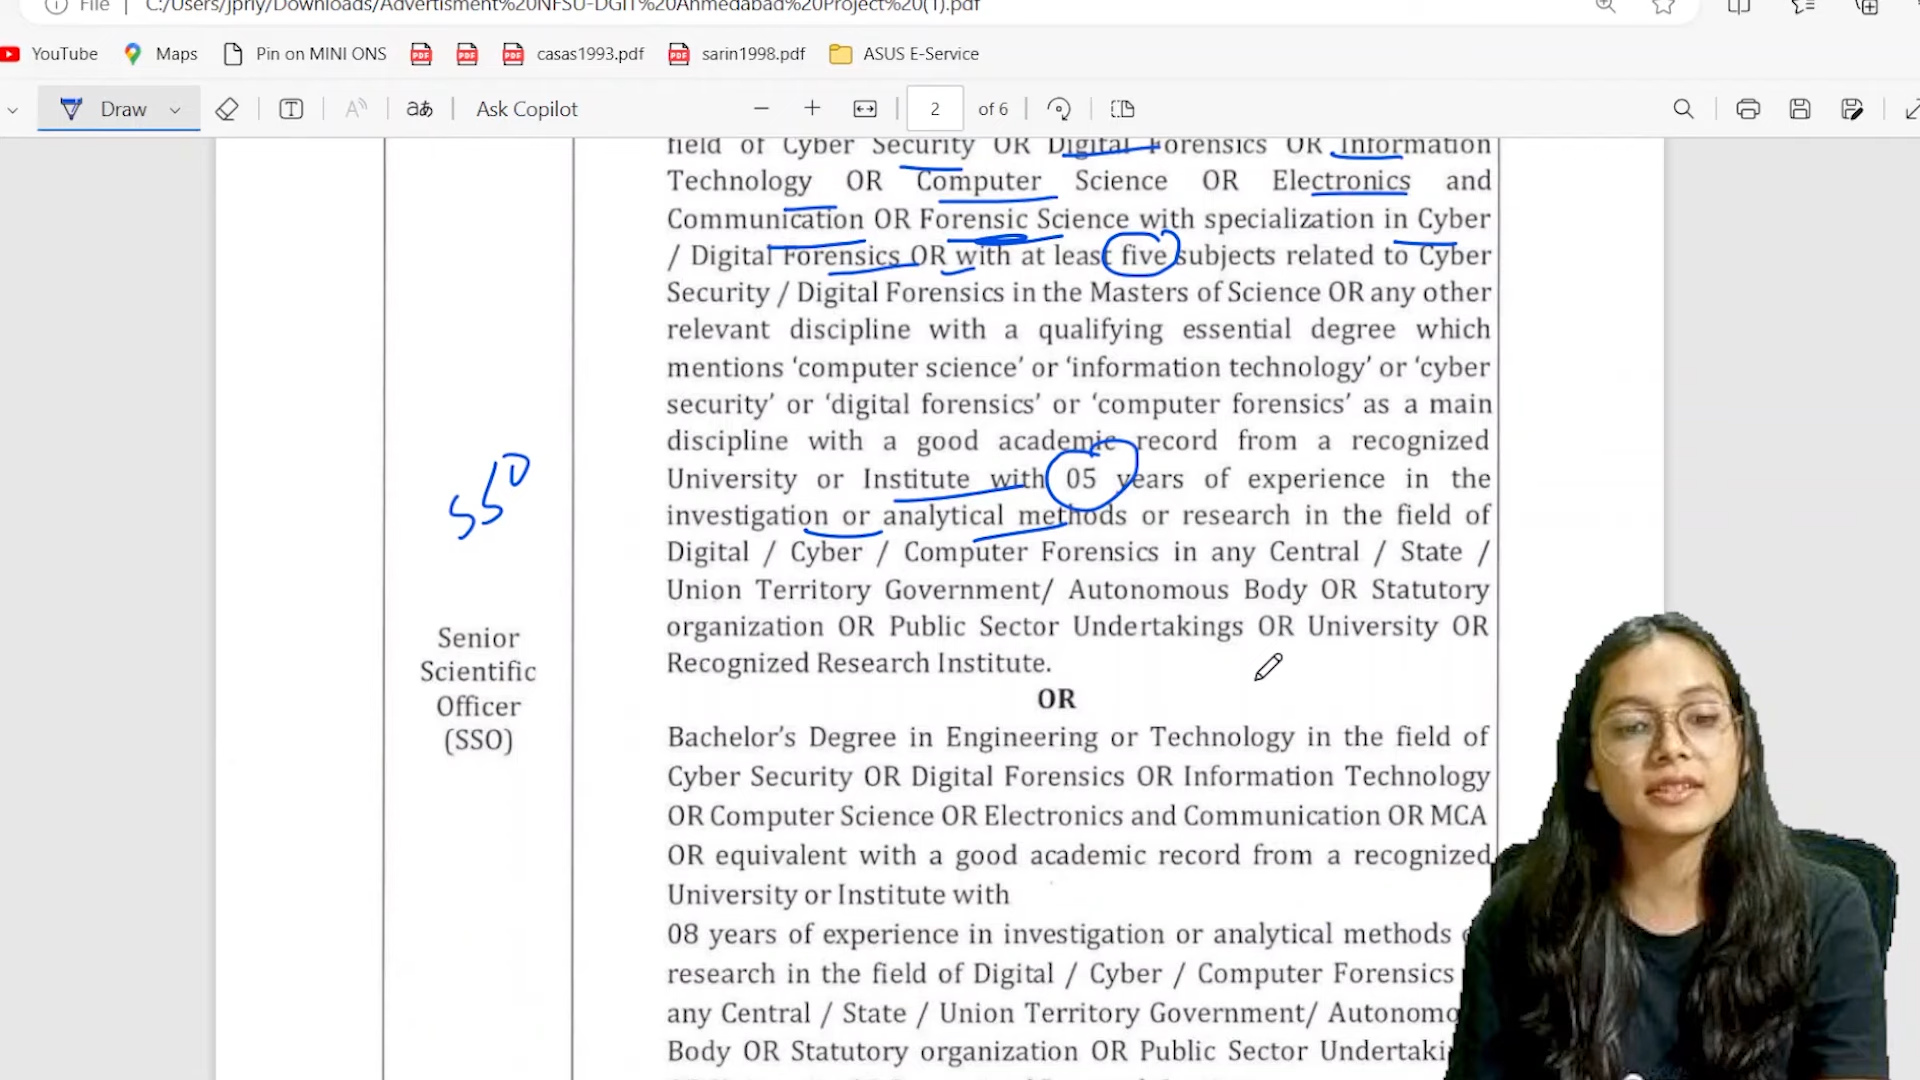 File | C:/Users/jpriy/Downloads/Advertisment%20NFSU-DGIT%20Ahmedabad%20Project%20(1).pdf
YouTube Maps Pin on MINI ONS casas1993.pdf sarin1998.pdf ASUS E-Service
Draw T A aあ Ask Copilot 2 of 6
field of Cyber Security OR Digital Forensics OR Information
Technology OR Computer Science OR Electronics and
Communication OR Forensic Science with specialization in Cyber
/ Digital Forensics OR with at least five subjects related to Cyber
Security / Digital Forensics in the Masters of Science OR any other
relevant discipline with a qualifying essential degree which
mentions ‘computer science’ or ‘information technology’ or ‘cyber
security’ or ‘digital forensics’ or ‘computer forensics’ as a main
discipline with a good academic record from a recognized
University or Institute with 05 years of experience in the
investigation or analytical methods or research in the field of
Digital / Cyber / Computer Forensics in any Central / State /
Union Territory Government/ Autonomous Body OR Statutory
organization OR Public Sector Undertakings OR University OR
Recognized Research Institute.
SSO
Senior
Scientific
Officer
(SSO)
OR
Bachelor's Degree in Engineering or Technology in the field of
Cyber Security OR Digital Forensics OR Information Technology
OR Computer Science OR Electronics and Communication OR MCA
OR equivalent with a good academic record from a recognized
University or Institute with
08 years of experience in investigation or analytical methods
research in the field of Digital / Cyber / Computer Forensics
any Central / State / Union Territory Government/ Autonomo
Body OR Statutory organization OR Public Sector Undertaki